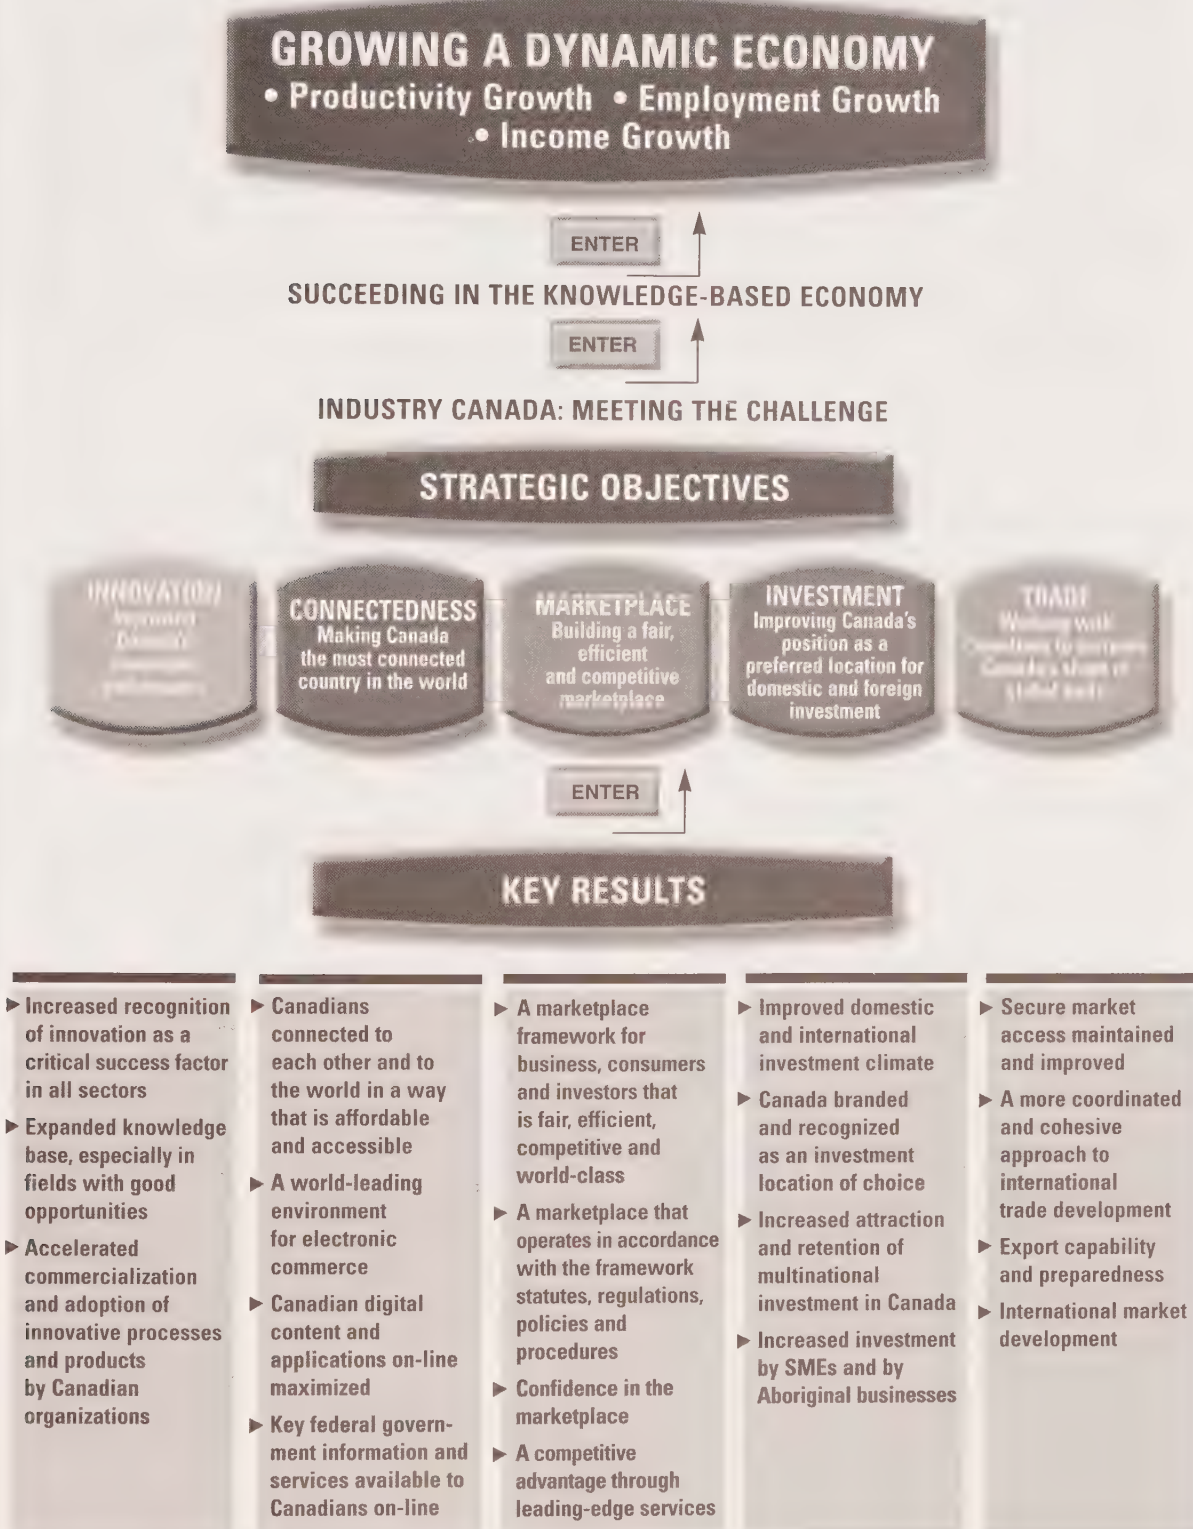 GROWING A DYNAMIC ECONOMY
• Productivity Growth • Employment Growth
• Income Growth
ENTER
SUCCEEDING IN THE KNOWLEDGE-BASED ECONOMY
ENTER
INDUSTRY CANADA: MEETING THE CHALLENGE
STRATEGIC OBJECTIVES
INNOVATION
CONNECTEDNESS
Making Canada
the most connected
country in the world
MARKETPLACE
Building a fair,
efficient
and competitive
marketplace
INVESTMENT
Improving Canada's
position as a
preferred location for
domestic and foreign
investment
TRADE
Working with
Canada's share of
ENTER
KEY RESULTS
▶ Increased recognition
of innovation as a
critical success factor
in all sectors
▶ Expanded knowledge
base, especially in
fields with good
opportunities
▶ Accelerated
commercialization
and adoption of
innovative processes
and products
by Canadian
organizations
▶ Canadians
connected to
each other and to
the world in a way
that is affordable
and accessible
▶ A world-leading
environment
for electronic
commerce
▶ Canadian digital
content and
applications on-line
maximized
▶ Key federal govern-
ment information and
services available to
Canadians on-line
▶ A marketplace
framework for
business, consumers
and investors that
is fair, efficient,
competitive and
world-class
▶ A marketplace that
operates in accordance
with the framework
statutes, regulations,
policies and
procedures
▶ Confidence in the
marketplace
▶ A competitive
advantage through
leading-edge services
▶ Improved domestic
and international
investment climate
▶ Canada branded
and recognized
as an investment
location of choice
▶ Increased attraction
and retention of
multinational
investment in Canada
▶ Increased investment
by SMEs and by
Aboriginal businesses
▶ Secure market
access maintained
and improved
▶ A more coordinated
and cohesive
approach to
international
trade development
▶ Export capability
and preparedness
▶ International market
development